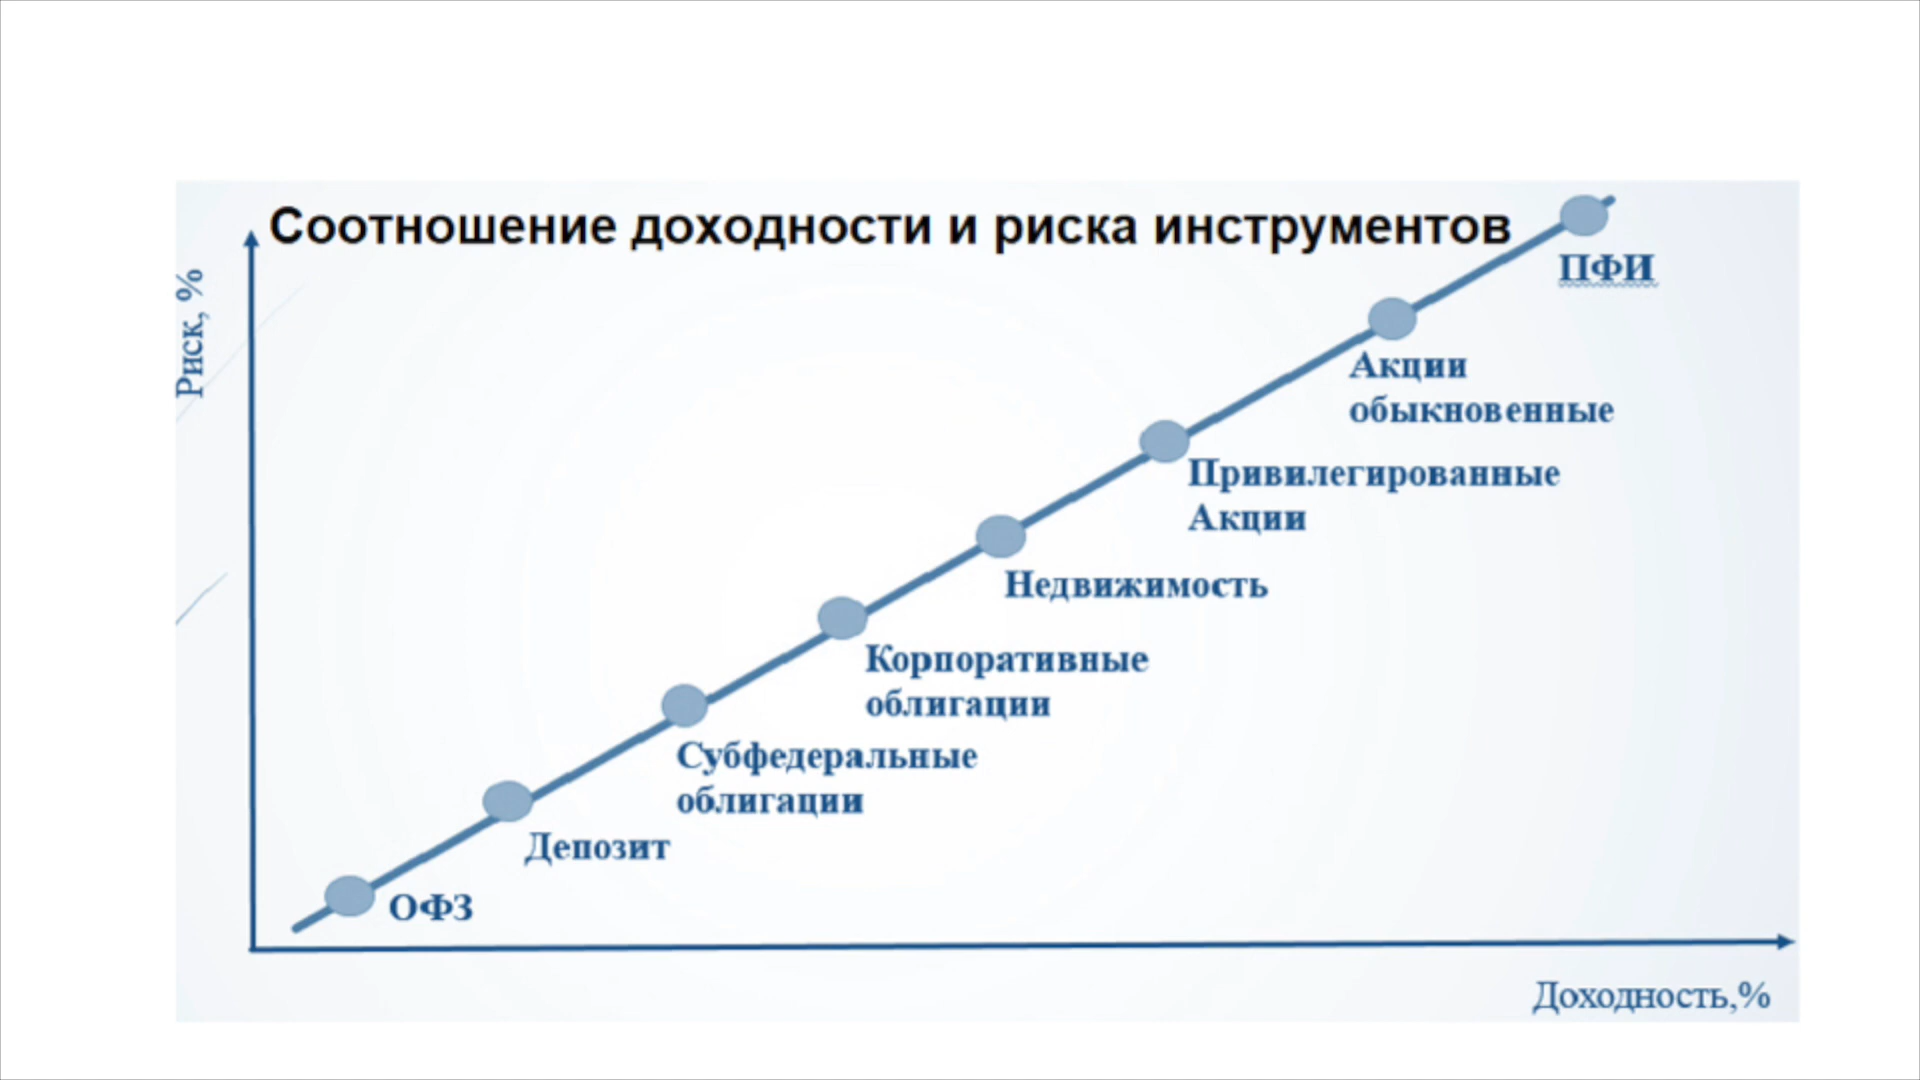 Соотношение доходности и риска инструментов
Риск, %
ПФИ
Акции
обыкновенные
Привилегированные
Акции
Недвижимость
Корпоративные
облигации
Субфедеральные
облигации
Депозит
ОФЗ
Доходность,%